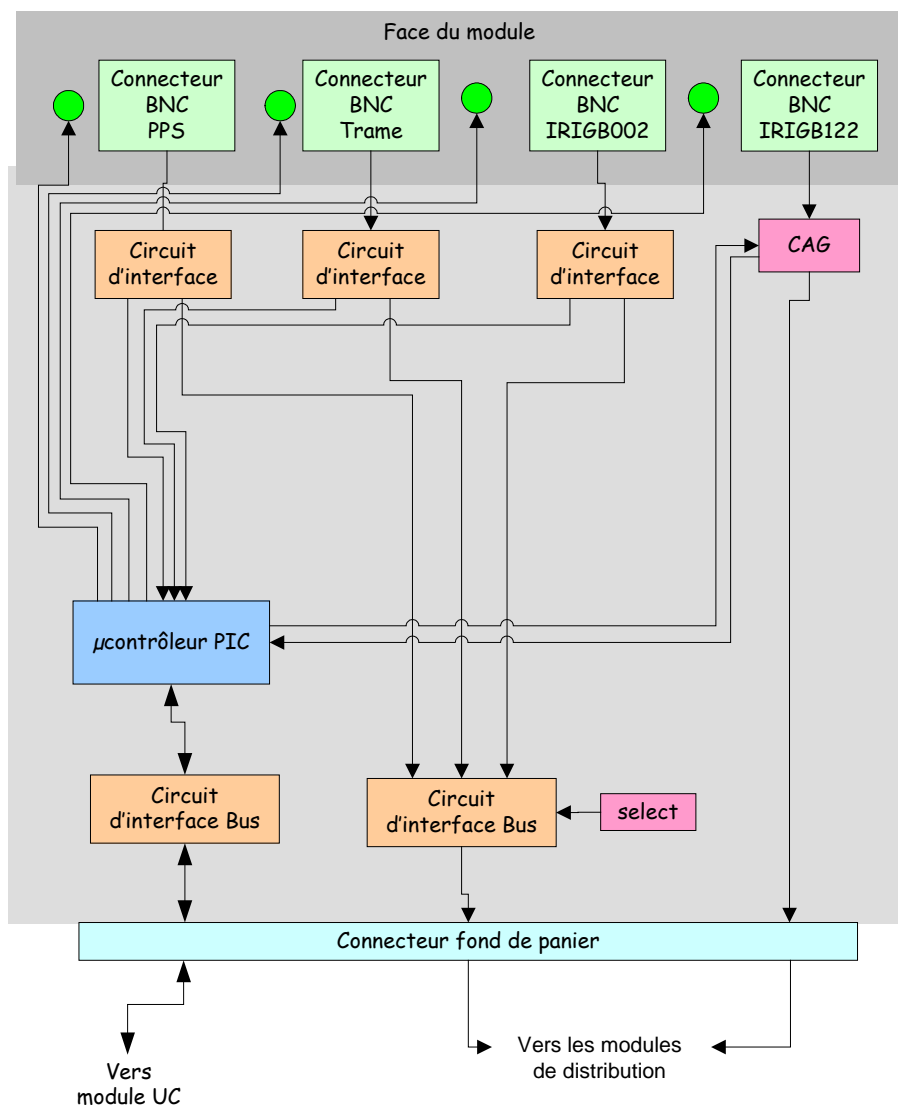 Face du module
Connecteur
BNC
PPS
Connecteur
BNC
Trame
Connecteur
BNC
IRIGB002
Connecteur
BNC
IRIGB122
Circuit
d'interface
Circuit
d'interface
Circuit
d'interface
CAG
µcontrôleur PIC
Circuit
d'interface Bus
Circuit
d'interface Bus
select
Connecteur fond de panier
Vers
module UC
Vers les modules
de distribution